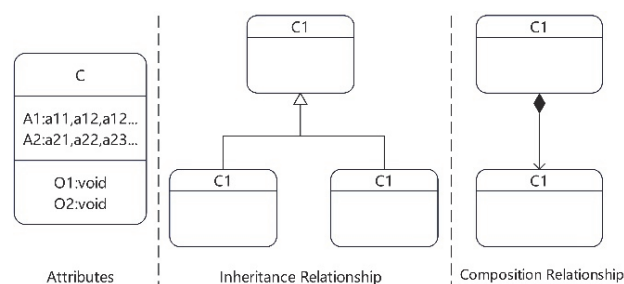 C
A1:a11,a12,a12...
A2:a21,a22,a23...
O1:void
O2:void
Attributes
C1
C1
C1
Inheritance Relationship
C1
C1
Composition Relationship